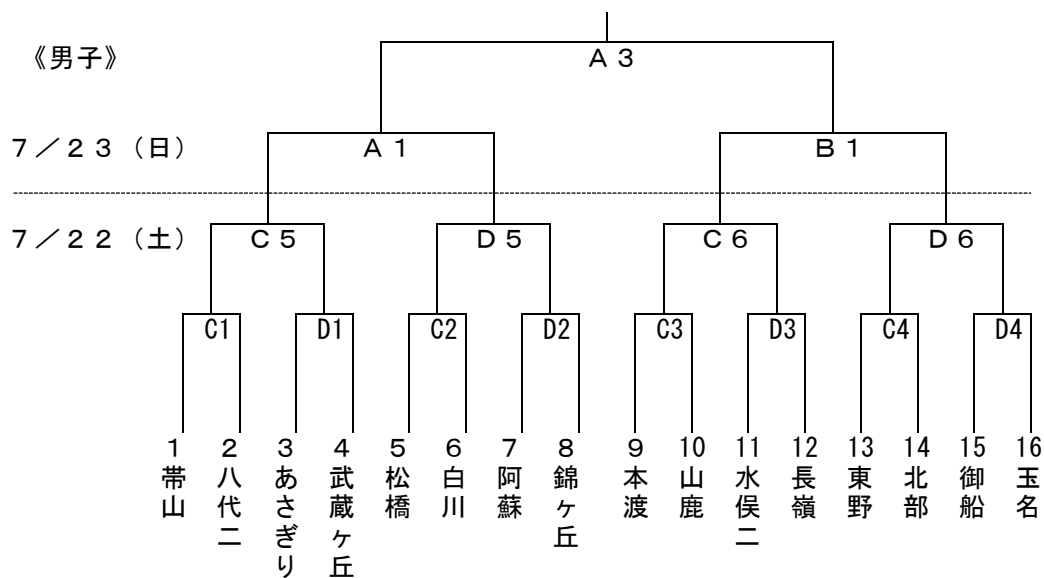 《男子》
A3
7/23(日)
A1
B1
7/22(土)
C5
D5
C6
D6
C1
D1
C2
D2
C3
D3
C4
D4
1
2
3
4
5
6
7
8
9
10
11
12
13
14
15
16
帯山
八代二
あさぎり
武蔵ヶ丘
松橋
白川
阿蘇
錦ヶ丘
本渡
山鹿
水俣二
長嶺
東野
北部
御船
玉名